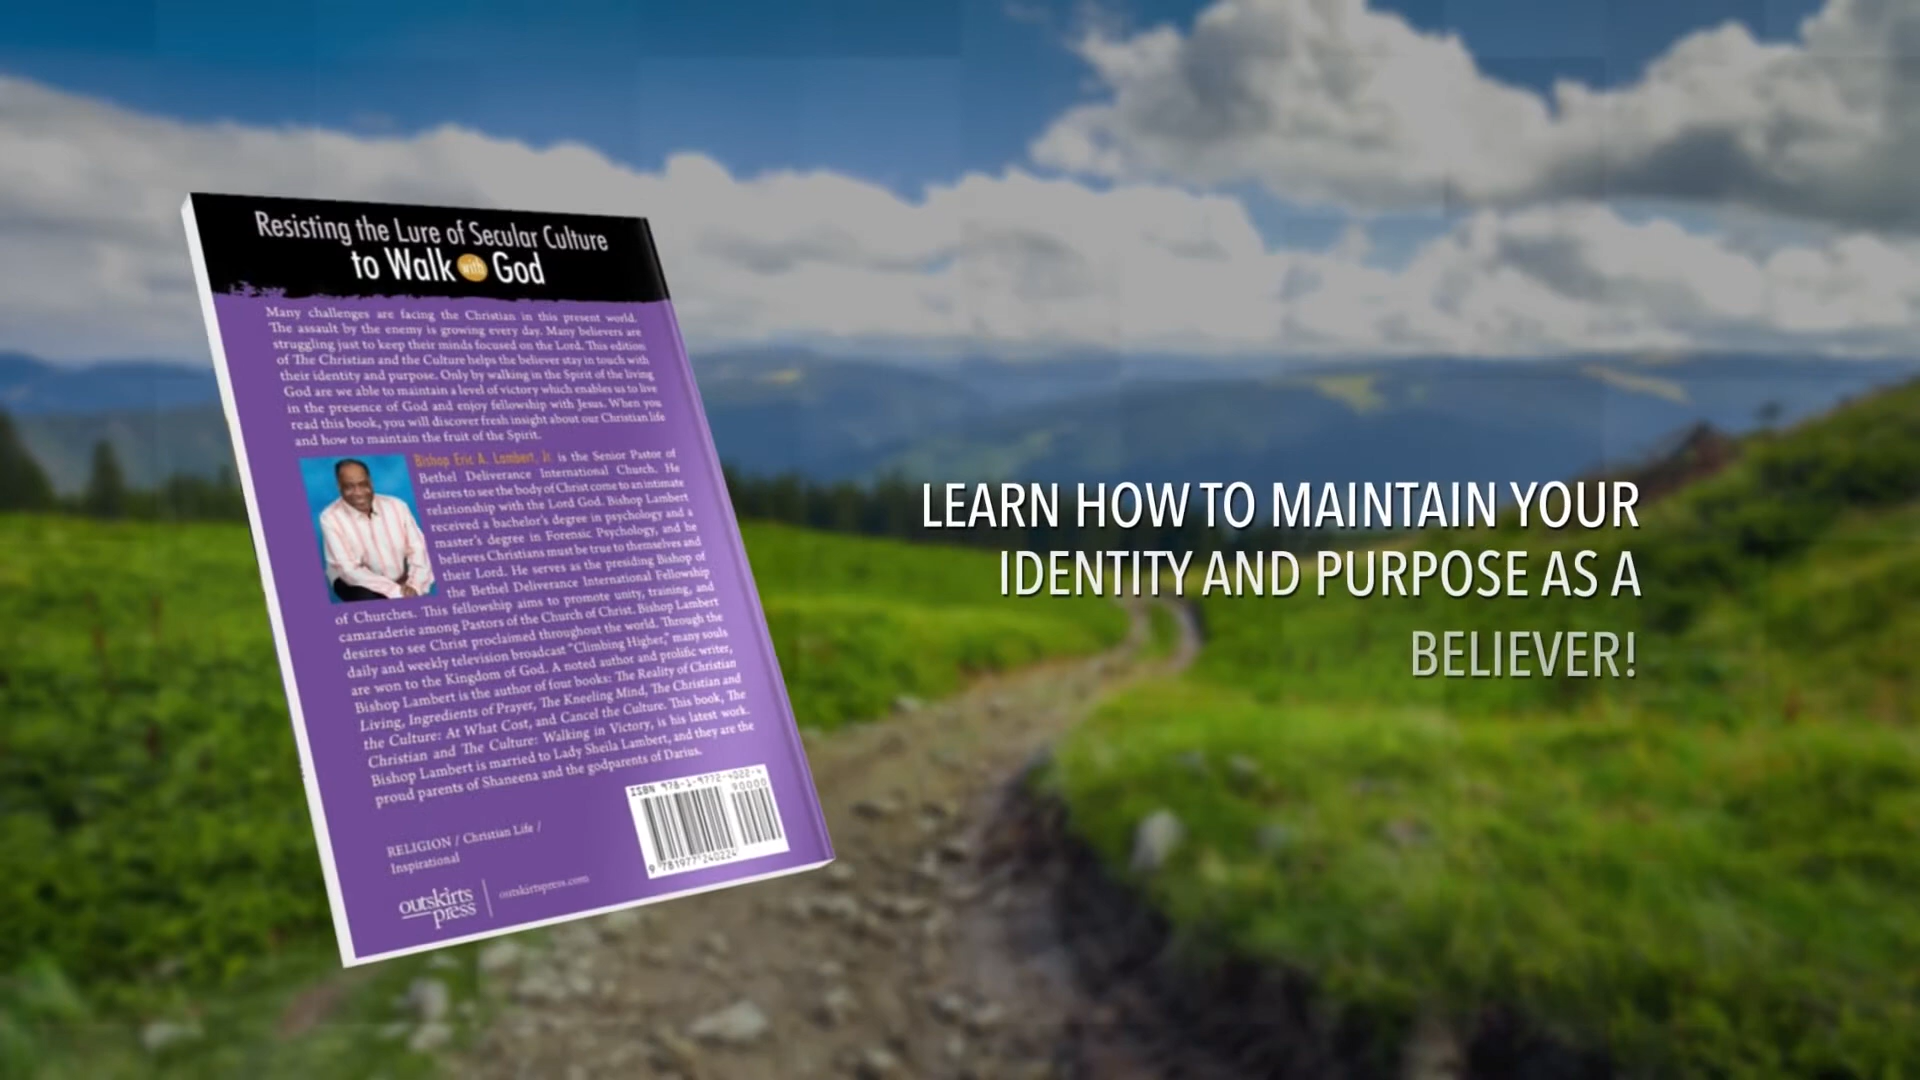 Resisting the Lure of Secular Culture
to Walk with God
Many challenges are facing the Christian in this present world.
The assault by the enemy is growing every day. Many believers are
struggling just to keep their minds focused on the Lord. This edition
of The Christian and the Culture helps the believer stay in touch with
their identity and purpose. Only by walking in the Spirit of the living
God are we able to maintain a level of victory which enables us to live
in the presence of God and enjoy fellowship with Jesus. When you
read this book, you will discover fresh insight about our Christian life
and how to maintain the fruit of the Spirit.
Bishop Eric A. Lambert, Jr. is the Senior Pastor of
Bethel Deliverance International Church. He
desires to see the body of Christ come to an intimate
relationship with the Lord God. Bishop Lambert
received a bachelor's degree in psychology and a
master's degree in Forensic Psychology, and he
believes Christians must be true to themselves and
their Lord. He serves as the presiding Bishop of
the Bethel Deliverance International Fellowship
of Churches. This fellowship aims to promote unity, training, and
camaraderie among Pastors of the Church of Christ. Bishop Lambert
desires to see Christ proclaimed throughout the world. Through the
daily and weekly television broadcast "Climbing Higher," many souls
are won to the Kingdom of God. A noted author and prolific writer,
Bishop Lambert is the author of four books: The Reality of Christian
Living, Ingredients of Prayer, The Kneeling Mind, The Christian and
the Culture: At What Cost, and Cancel the Culture. This book, The
Christian and The Culture: Walking in Victory, is his latest work.
Bishop Lambert is married to Lady Sheila Lambert, and they are the
proud parents of Shaneena and the godparents of Darius.
ISBN 978-1-9772-4022-4
90000
9 781977 240224
RELIGION / Christian Life /
Inspirational
outskirts
press
outskirtspress.com
LEARN HOW TO MAINTAIN YOUR
IDENTITY AND PURPOSE AS A
BELIEVER!